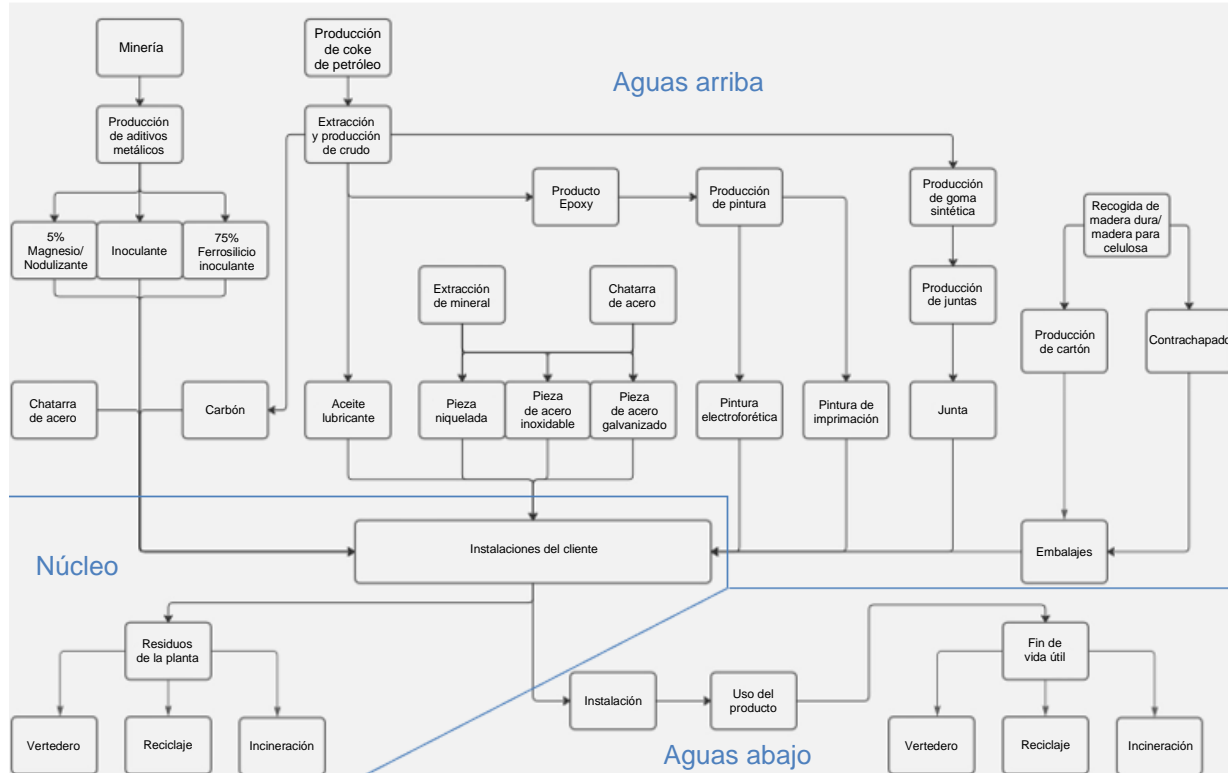 Minería
Producción
de coke
de petróleo
Aguas arriba
Producción
de aditivos
metálicos
Extracción
y producción
de crudo
Producto
Epoxy
Producción
de pintura
Producción
de goma
sintética
Recogida de
madera dura/
madera para
celulosa
5%
Magnesio/
Nodulizante
Inoculante
75%
Ferrosilicio
inoculante
Extracción
de mineral
Chatarra
de acero
Producción
de juntas
Producción
de cartón
Contrachapado
Chatarra
de acero
Carbón
Aceite
lubricante
Pieza
niquelada
Pieza
de acero
inoxidable
Pieza
de acero
galvanizado
Pintura
electroforética
Pintura de
imprimación
Junta
Instalaciones del cliente
Embalajes
Núcleo
Residuos
de la planta
Fin de
vida útil
Instalación
Uso del
producto
Vertedero
Reciclaje
Incineración
Aguas abajo
Vertedero
Reciclaje
Incineración